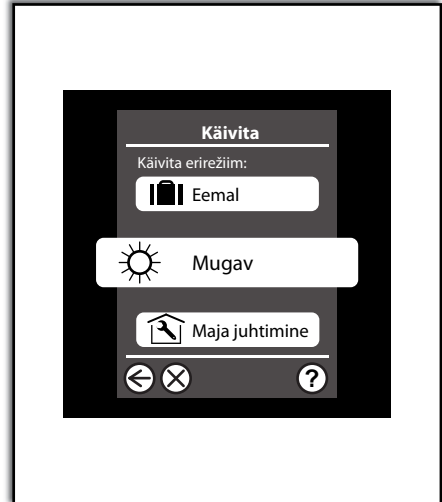 Käivita
Käivita erirežiim:
Eemal
Mugav
Maja juhtimine
?